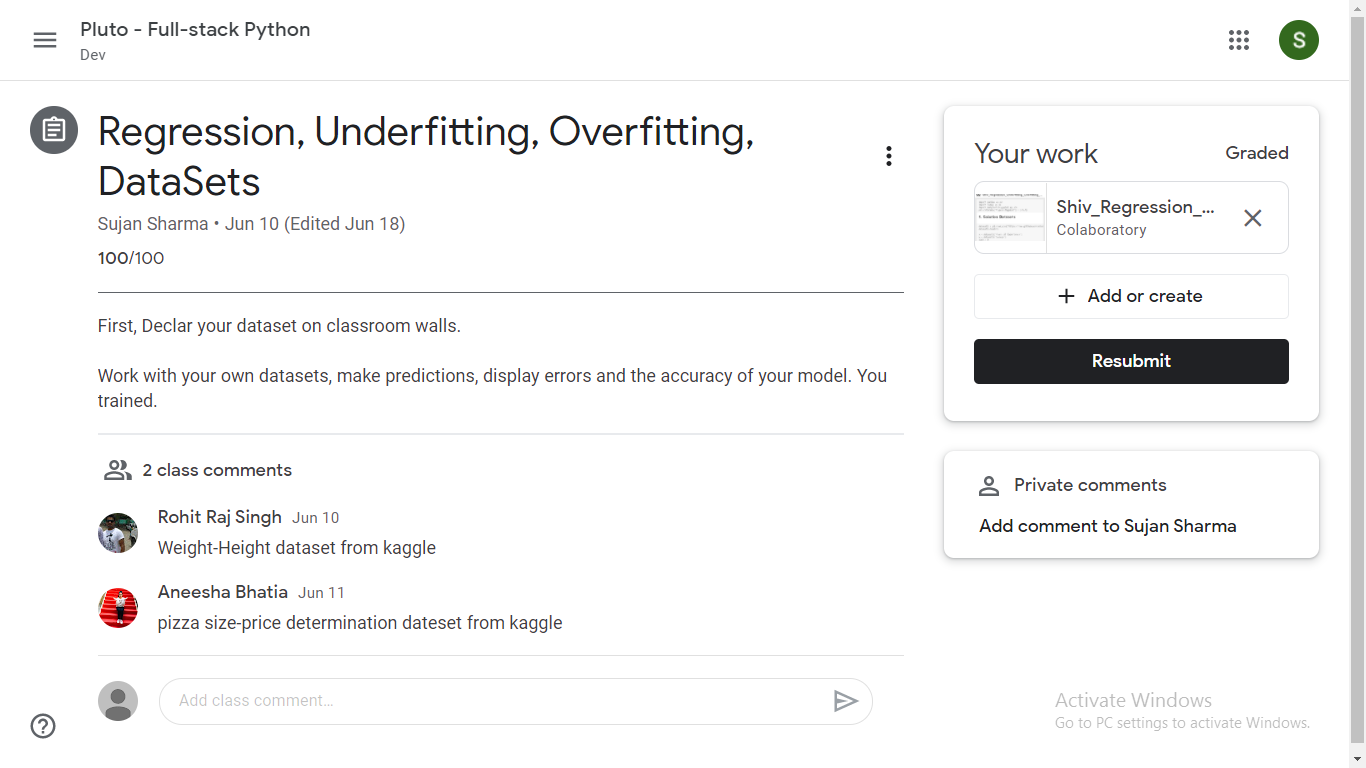 Pluto - Full-stack Python
Dev
S
Regression, Underfitting, Overfitting,
DataSets
Sujan Sharma • Jun 10 (Edited Jun 18)
100/100
First, Declar your dataset on classroom walls.
Work with your own datasets, make predictions, display errors and the accuracy of your model. You
trained.
2 class comments
Rohit Raj Singh Jun 10
Weight-Height dataset from kaggle
Aneesha Bhatia Jun 11
pizza size-price determination dateset from kaggle
Add class comment...
Your work Graded
Shiv_Regression_...
Colaboratory
Add or create
Resubmit
Private comments
Add comment to Sujan Sharma
Activate Windows
Go to PC settings to activate Windows.